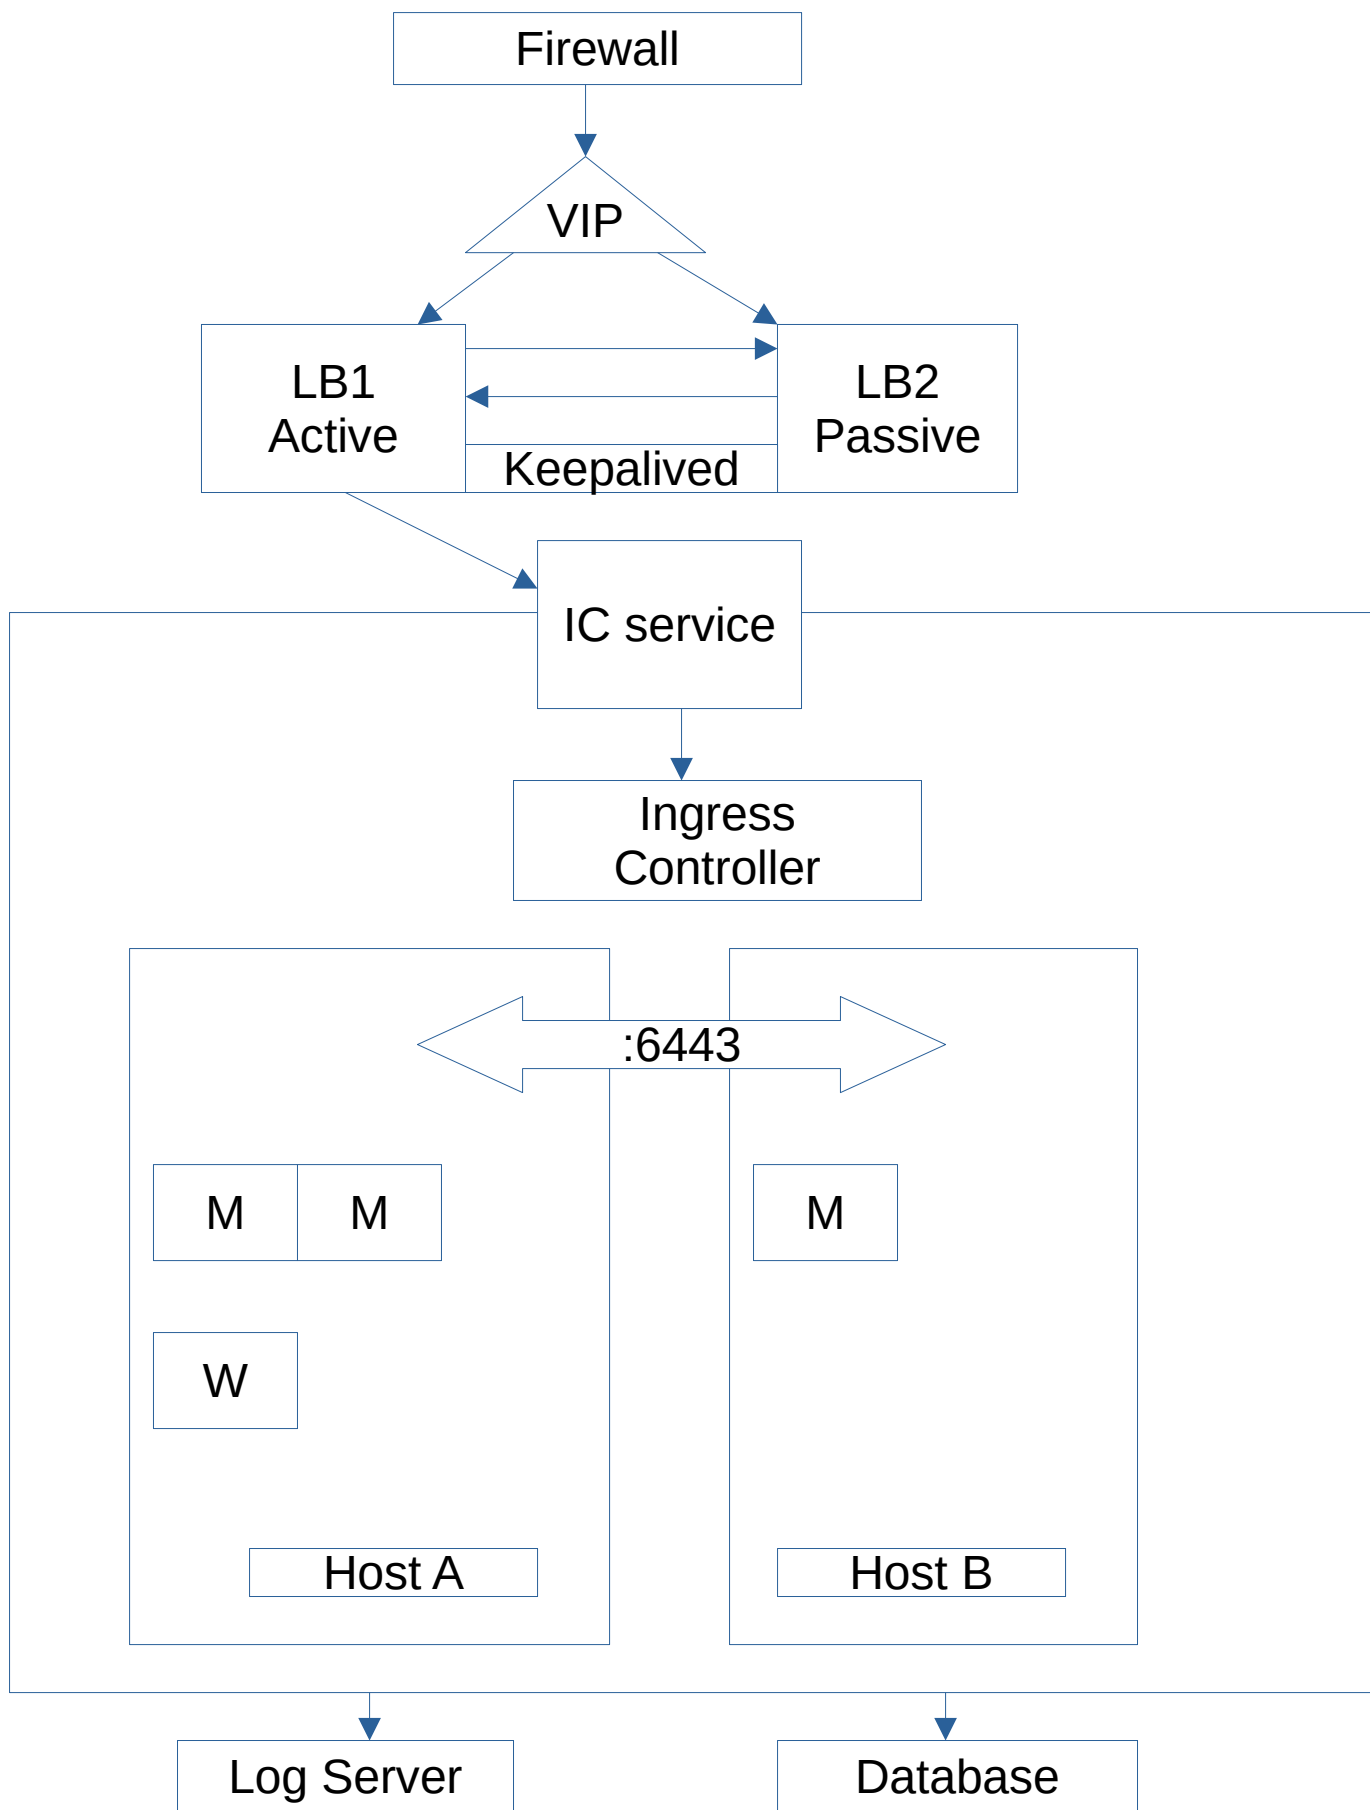 Firewall
VIP
LB1
Active
LB2
Passive
Keepalived
IC service
Ingress
Controller
:6443
M
M
M
W
Host A
Host B
Log Server
Database